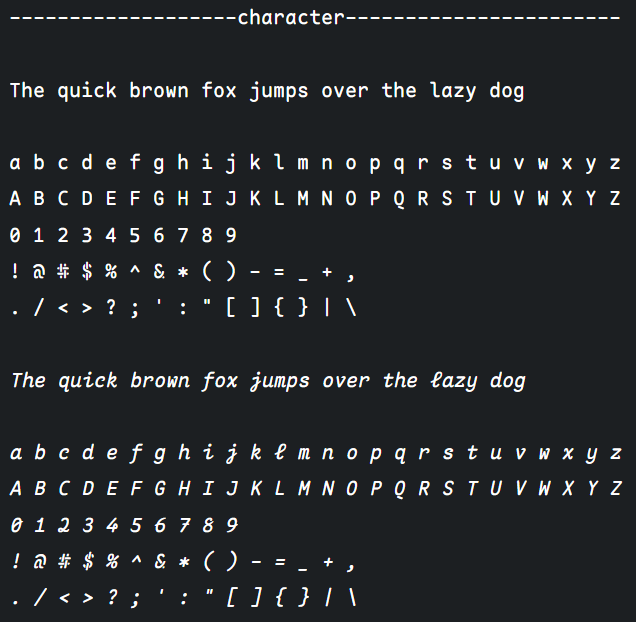 -------------------character-----------------------
The quick brown fox jumps over the lazy dog
a b c d e f g h i j k l m n o p q r s t u v w x y z
A B C D E F G H I J K L M N O P Q R S T U V W X Y Z
0 1 2 3 4 5 6 7 8 9
! @ # $ % ^ & * ( ) - = _ + ,
. / < > ? ; ' : " [ ] { } | \
The quick brown fox jumps over the lazy dog
a b c d e f g h i j k l m n o p q r s t u v w x y z
A B C D E F G H I J K L M N O P Q R S T U V W X Y Z
0 1 2 3 4 5 6 7 8 9
! @ # $ % ^ & * ( ) - = _ + ,
. / < > ? ; ' : " [ ] { } | \